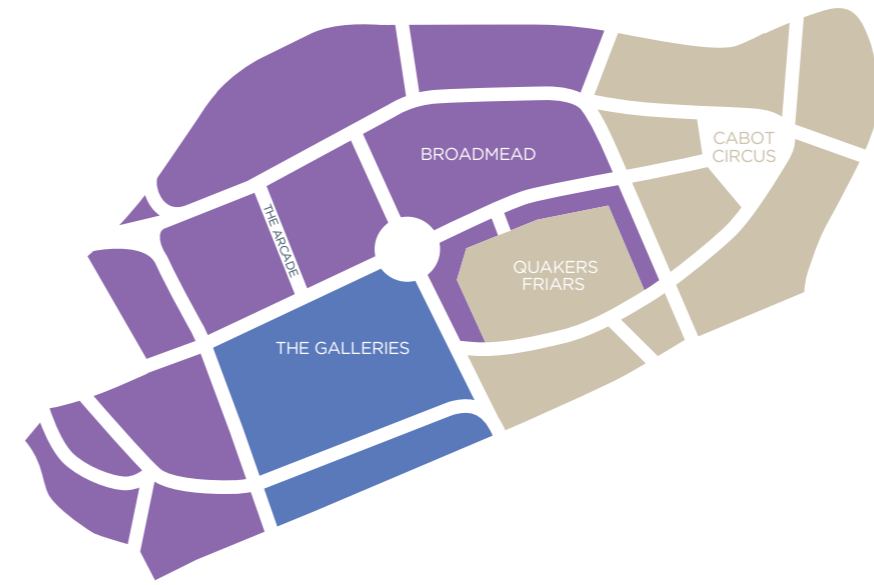 BROADMEAD
CABOT
CIRCUS
THE ARCADE
QUAKERS
FRIARS
THE GALLERIES